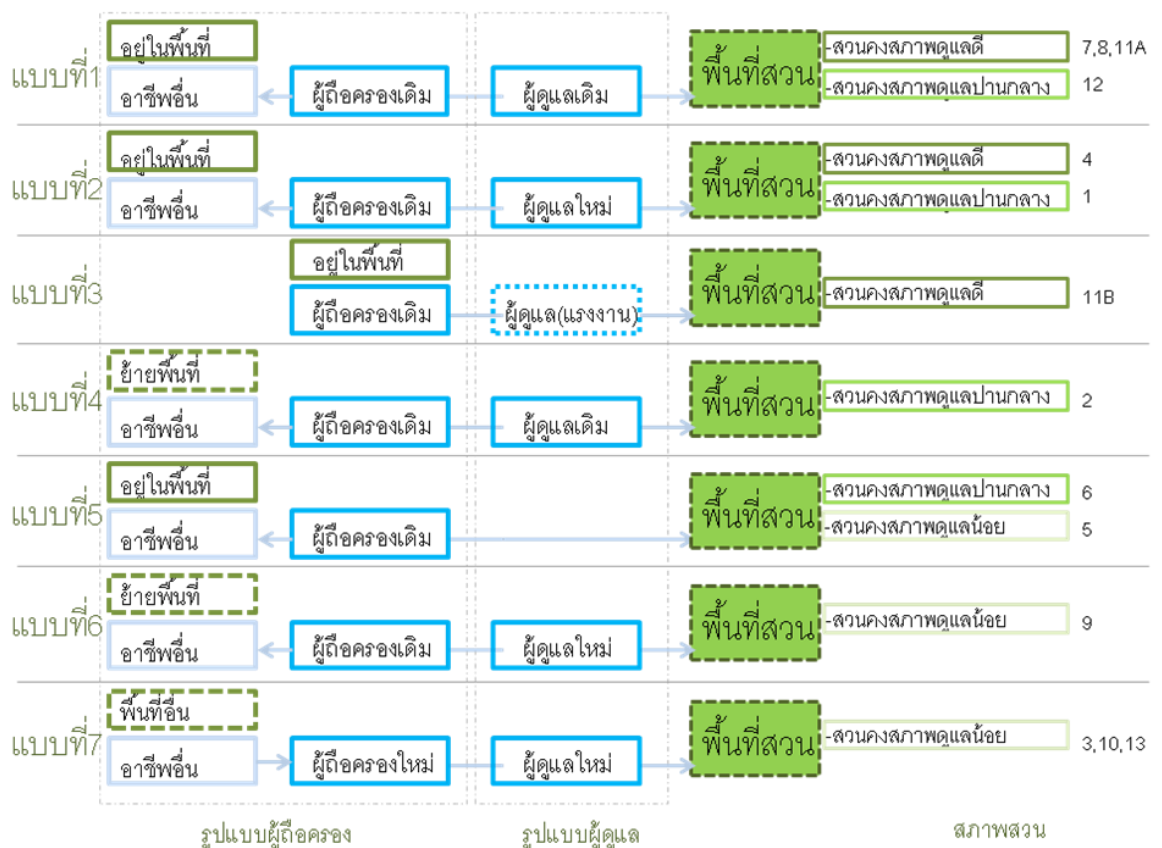 อยู่ในพื้นที่
-สวนคงสภาพดูแลดี
7,8,11A
แบบที่1
อาชีพอื่น
ผู้ถือครองเดิม
ผู้ดูแลเดิม
พื้นที่สวน
-สวนคงสภาพดูแลปานกลาง
12
อยู่ในพื้นที่
-สวนคงสภาพดูแลดี
4
แบบที่2
อาชีพอื่น
ผู้ถือครองเดิม
ผู้ดูแลใหม่
พื้นที่สวน
-สวนคงสภาพดูแลปานกลาง
1
อยู่ในพื้นที่
แบบที่3
ผู้ถือครองเดิม
ผู้ดูแล(แรงงาน)
พื้นที่สวน
-สวนคงสภาพดูแลดี
11B
ย้ายพื้นที่
แบบที่4
อาชีพอื่น
ผู้ถือครองเดิม
ผู้ดูแลเดิม
พื้นที่สวน
-สวนคงสภาพดูแลปานกลาง
2
อยู่ในพื้นที่
-สวนคงสภาพดูแลปานกลาง
6
แบบที่5
อาชีพอื่น
ผู้ถือครองเดิม
พื้นที่สวน
-สวนคงสภาพดูแลน้อย
5
ย้ายพื้นที่
แบบที่6
อาชีพอื่น
ผู้ถือครองเดิม
ผู้ดูแลใหม่
พื้นที่สวน
-สวนคงสภาพดูแลน้อย
9
พื้นที่อื่น
แบบที่7
อาชีพอื่น
ผู้ถือครองใหม่
ผู้ดูแลใหม่
พื้นที่สวน
-สวนคงสภาพดูแลน้อย
3,10,13
รูปแบบผู้ถือครอง
รูปแบบผู้ดูแล
สภาพสวน